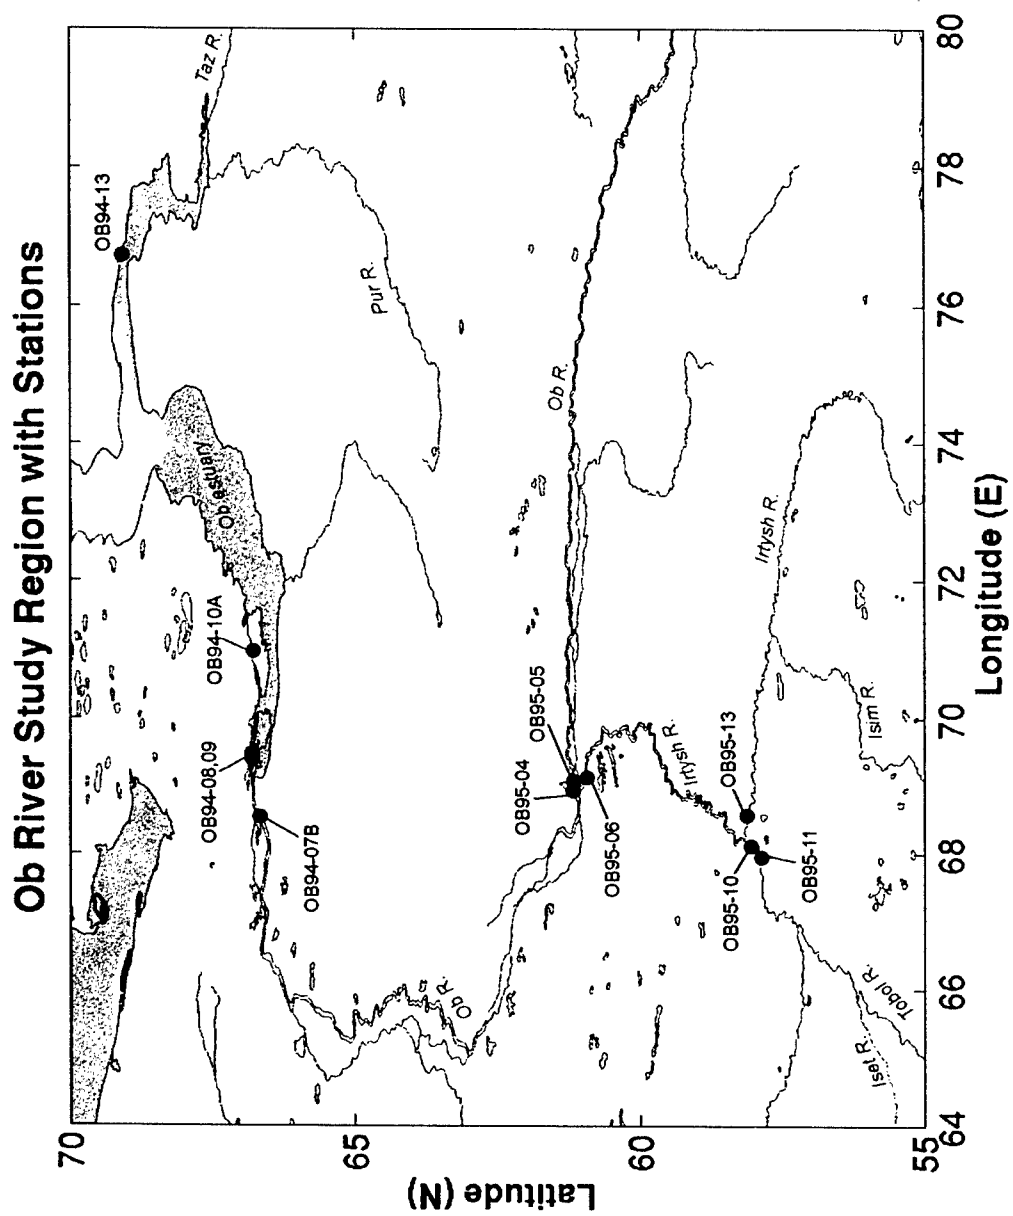 Ob River Study Region with Stations
70
65
60
55
Latitude (N)
64
66
68
70
72
74
76
78
80
Longitude (E)
OB94-13
Taz R.
Pur R.
Ob estuary
OB94-10A
OB94-08,09
OB94-07B
Ob R.
Ob R.
OB95-05
OB95-04
OB95-06
Irtysh R.
Irtysh R.
OB95-13
OB95-10
OB95-11
Isim R.
Tobol R.
Iset R.